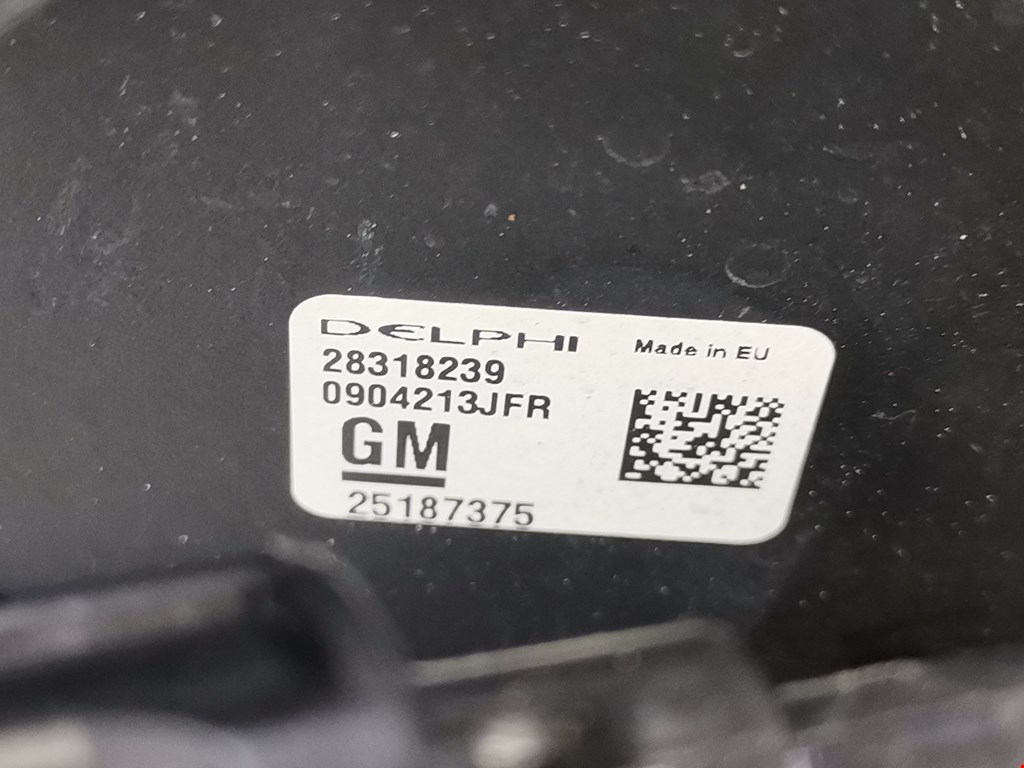 DELPHI
Made in EU
28318239
0904213JFR
GM
25187375